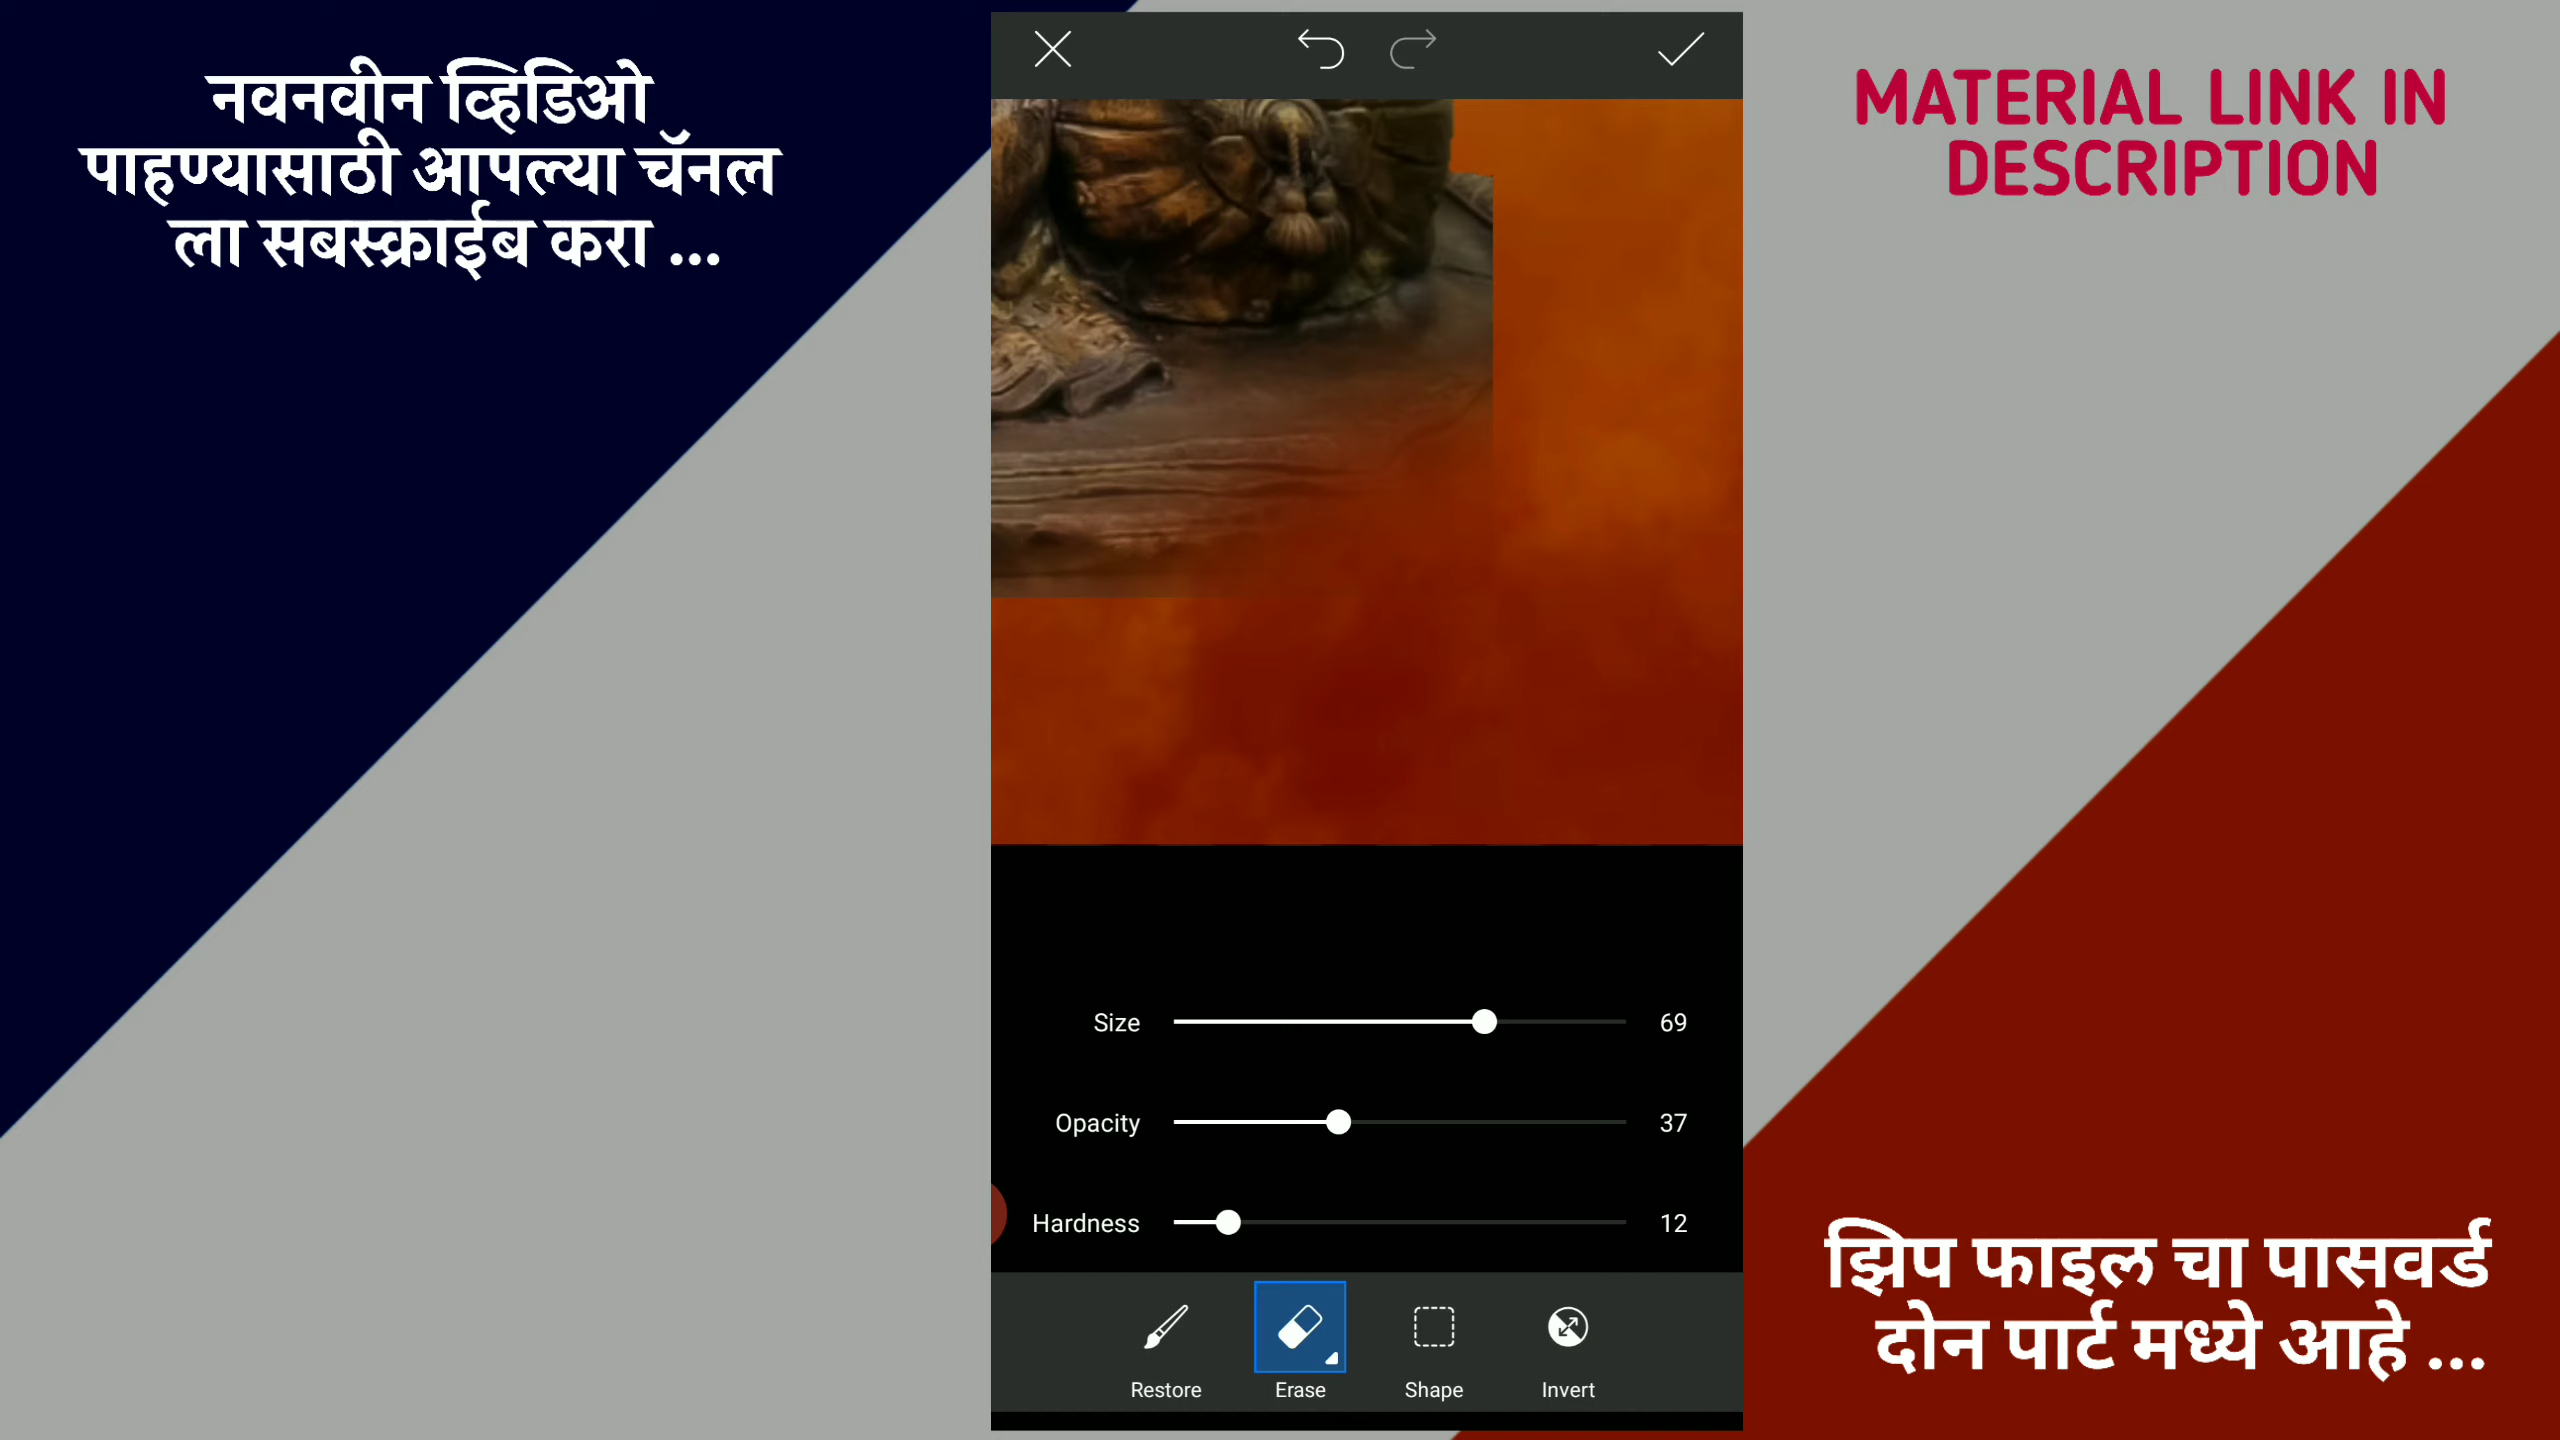 नवनवीन व्हिडिओ
पाहण्यासाठी आपल्या चॅनल
ला सबस्क्राईब करा ...
MATERIAL LINK IN
DESCRIPTION
Size 69
Opacity 37
Hardness 12
Restore Erase Shape Invert
झिप फाइल चा पासवर्ड
दोन पार्ट मध्ये आहे ...